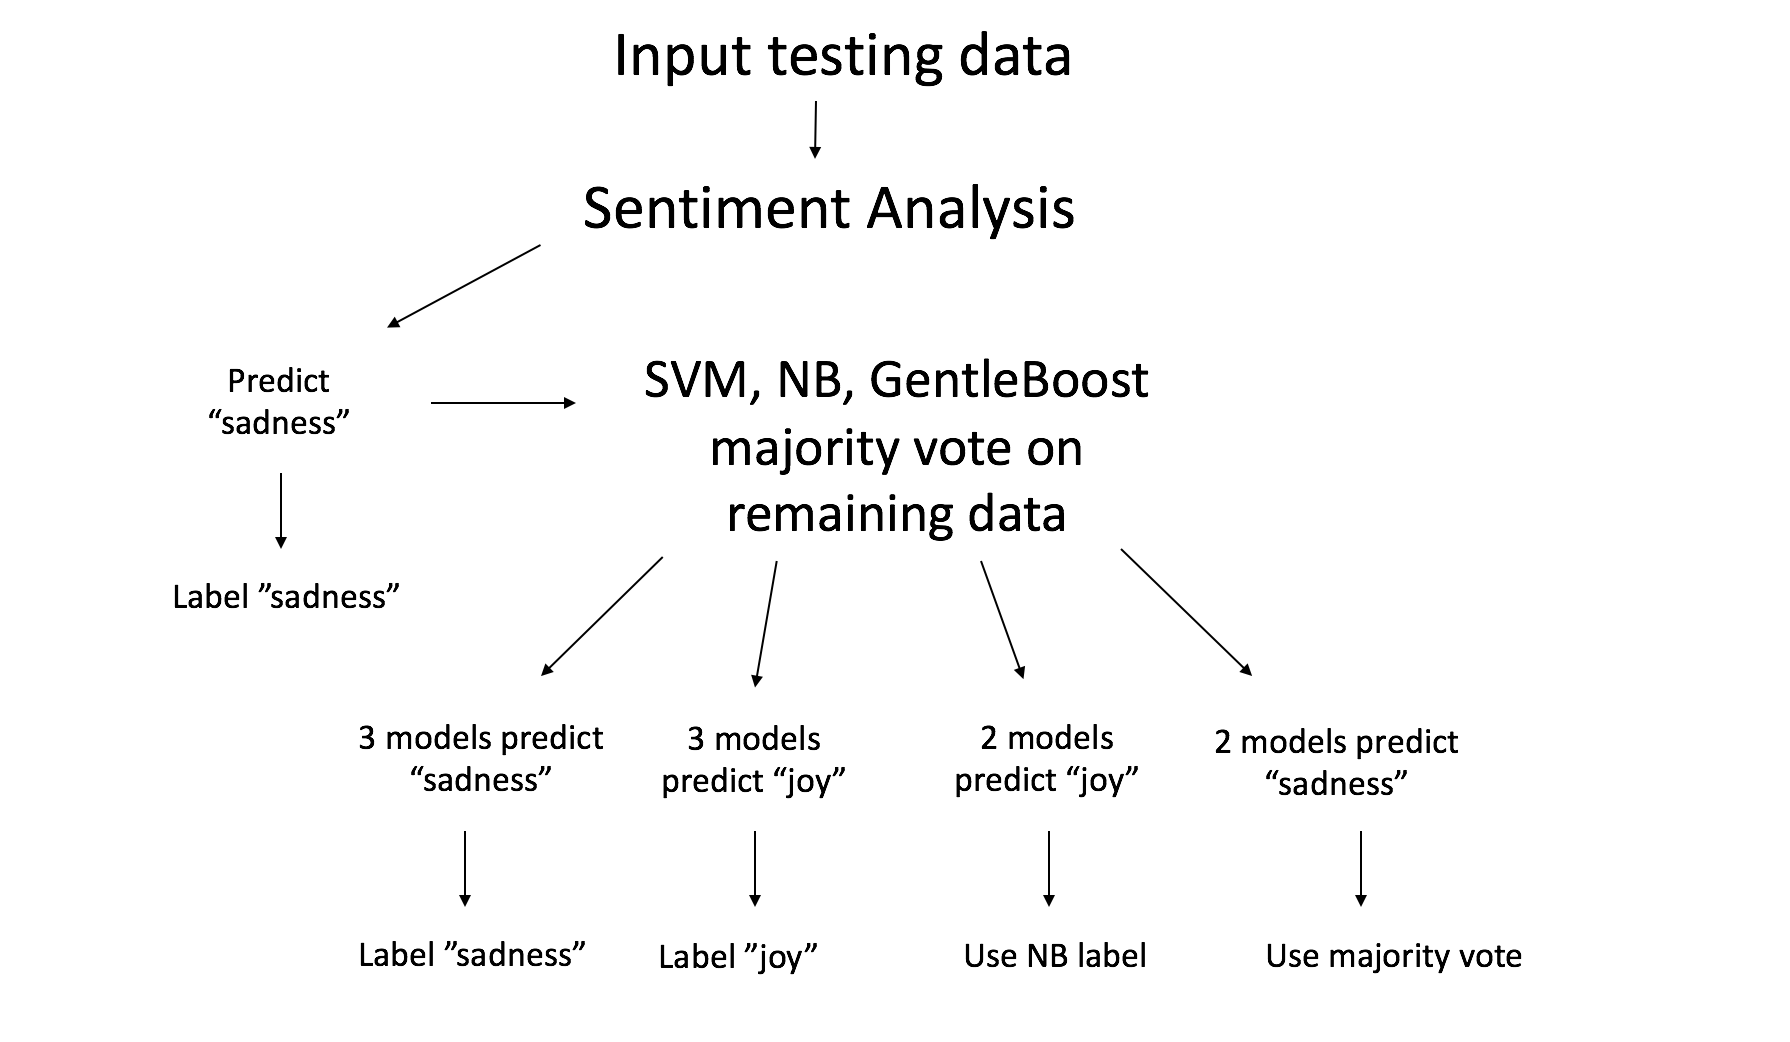 Input testing data
Sentiment Analysis
Predict
“sadness”
SVM, NB, GentleBoost
majority vote on
remaining data
Label ”sadness”
3 models predict
“sadness”
3 models
predict “joy”
2 models
predict “joy”
2 models predict
“sadness”
Label ”sadness”
Label ”joy”
Use NB label
Use majority vote